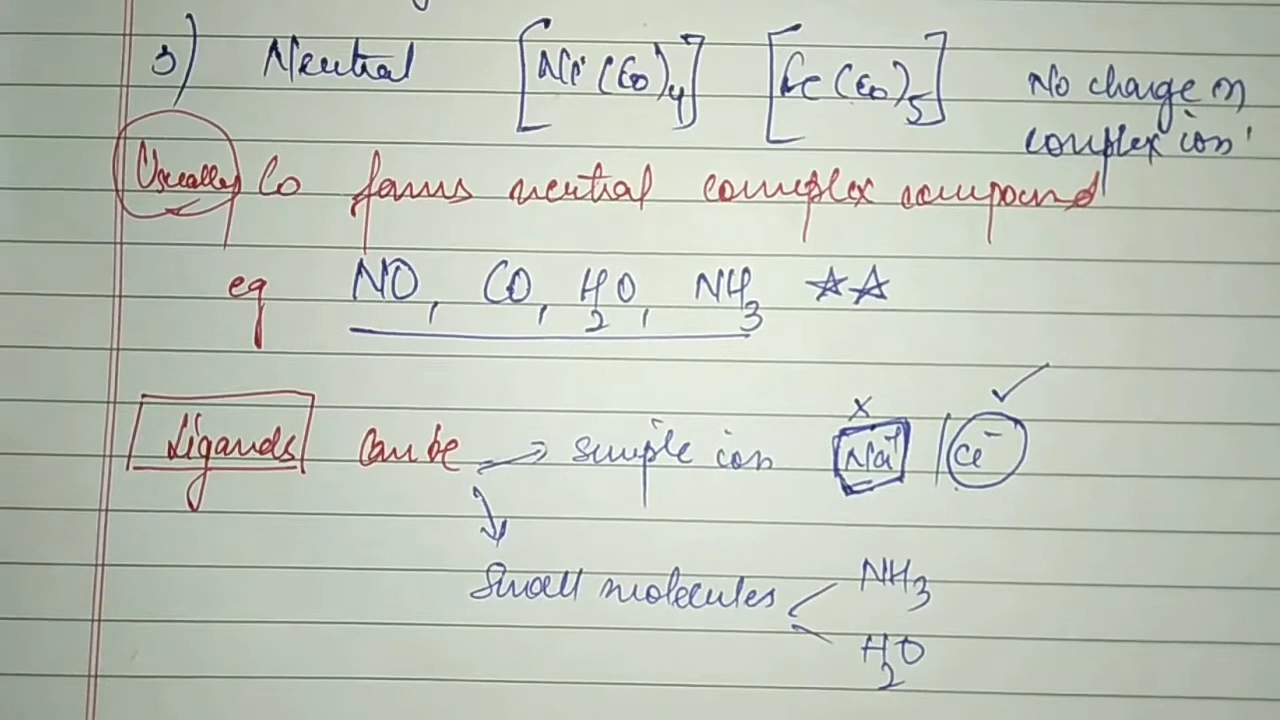 3) Neutral [Ni(CO)4] [Fe(CO)5] No change on
complex ion
Usually CO forms neutral complex compound
eg NO, CO, H2O, NH3 ☆☆
x ✓
Ligands can be → simple ion Na+ | Cl-
↓
Small molecules < NH3
H2O